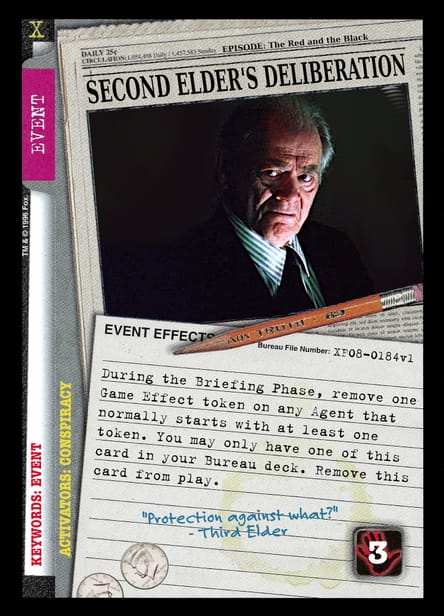 X
DAILY 25¢
EPISODE: The Red and the Black
SECOND ELDER'S DELIBERATION
EVENT
TM & © 1996 Fox.
EVENT EFFECTS
Bureau File Number: XF08-0184v1
During the Briefing Phase, remove one
Game Effect token on any Agent that
normally starts with at least one
token. You may only have one of this
card in your Bureau deck. Remove this
card from play.
"Protection against what?"
- Third Elder
3
KEYWORDS: EVENT
ACTIVATORS: CONSPIRACY